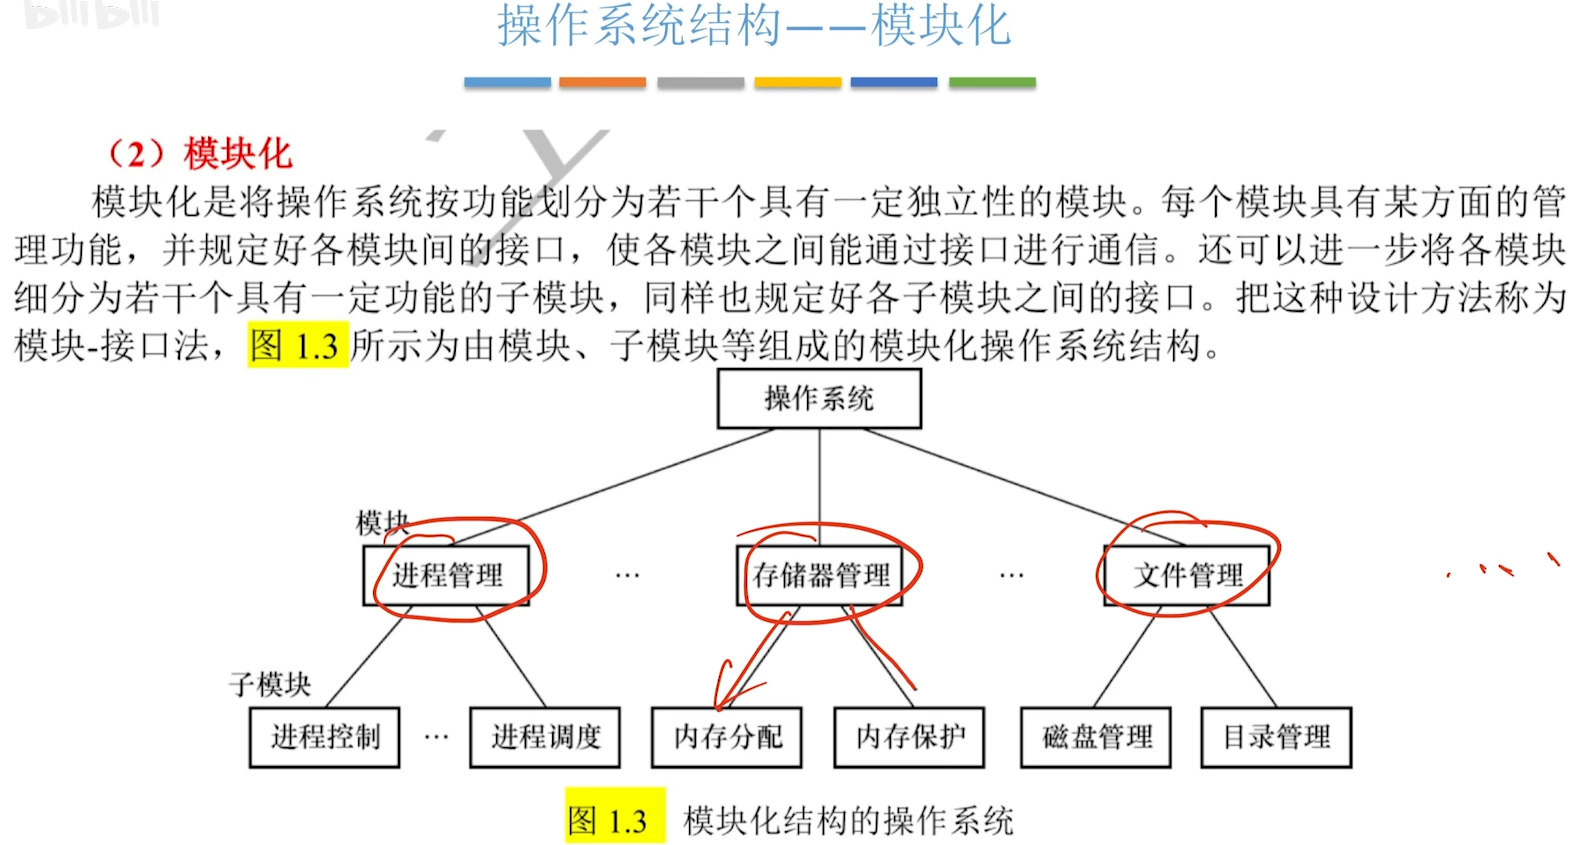 bilibili
操作系统结构——模块化
（2）模块化
模块化是将操作系统按功能划分为若干个具有一定独立性的模块。每个模块具有某方面的管
理功能，并规定好各模块间的接口，使各模块之间能通过接口进行通信。还可以进一步将各模块
细分为若干个具有一定功能的子模块，同样也规定好各子模块之间的接口。把这种设计方法称为
模块-接口法，图 1.3 所示为由模块、子模块等组成的模块化操作系统结构。
操作系统
模块
进程管理 … 存储器管理 … 文件管理
子模块
进程控制 … 进程调度 内存分配 内存保护 磁盘管理 目录管理
图 1.3 模块化结构的操作系统